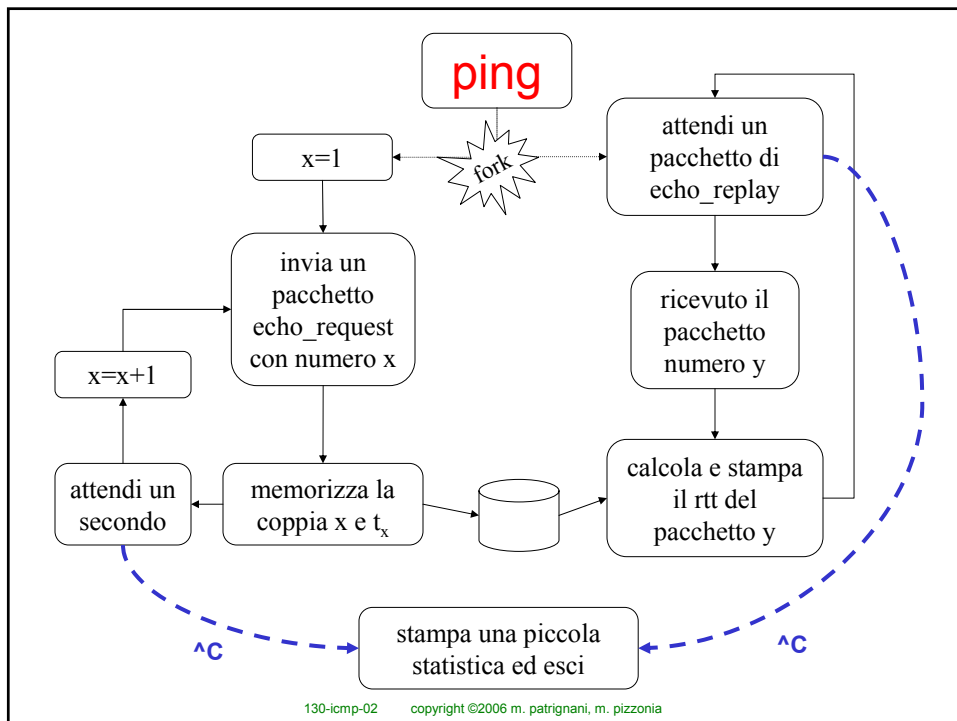 ping
fork
x=1
attendi un
pacchetto di
echo_replay
invia un
pacchetto
echo_request
con numero x
ricevuto il
pacchetto
numero y
x=x+1
attendi un
secondo
memorizza la
coppia x e tx
calcola e stampa
il rtt del
pacchetto y
^C
stampa una piccola
statistica ed esci
^C
130-icmp-02 copyright ©2006 m. patrignani, m. pizzonia